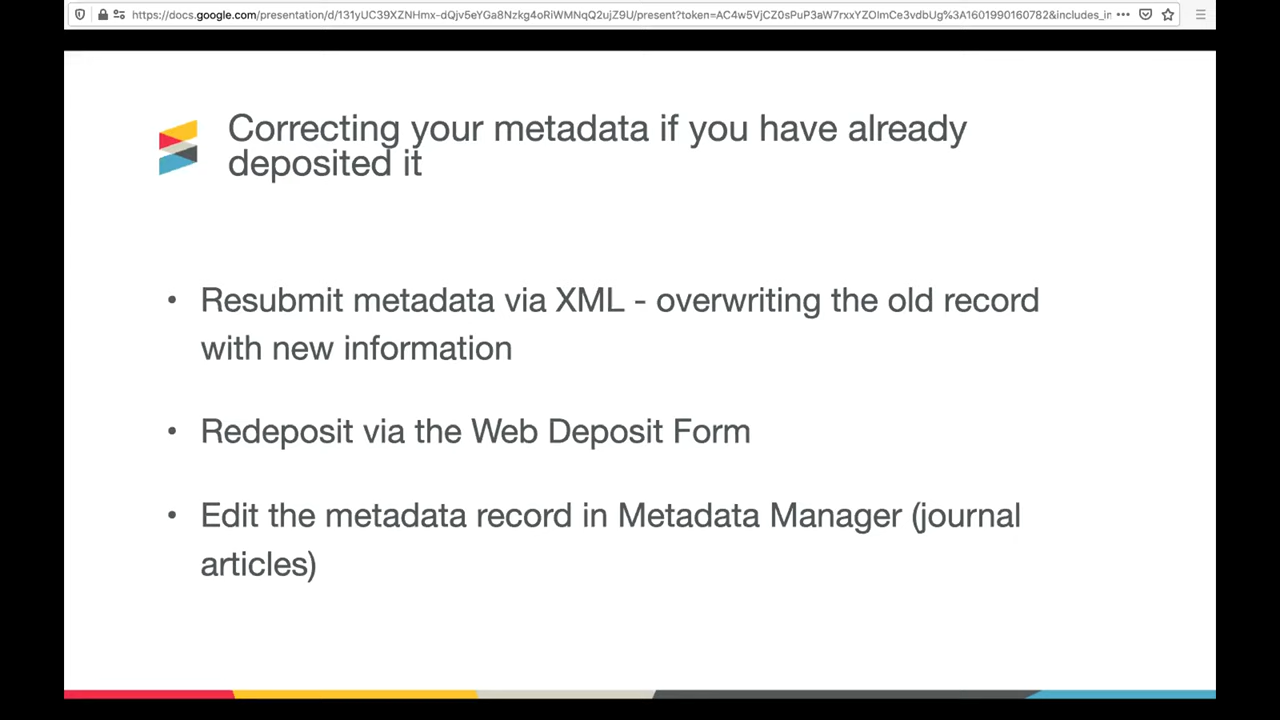 https://docs.google.com/presentation/d/131yUC39XZNHmx-dQjv5eYGa8Nzkg4oRiWMNqQ2ujZ9U/present?token=AC4w5VjCZ0sPuP3aW7rxxYZOlmCe3vdbUg%3A1601990160782&includes_in
Correcting your metadata if you have already
deposited it
• Resubmit metadata via XML - overwriting the old record
with new information
• Redeposit via the Web Deposit Form
• Edit the metadata record in Metadata Manager (journal
articles)